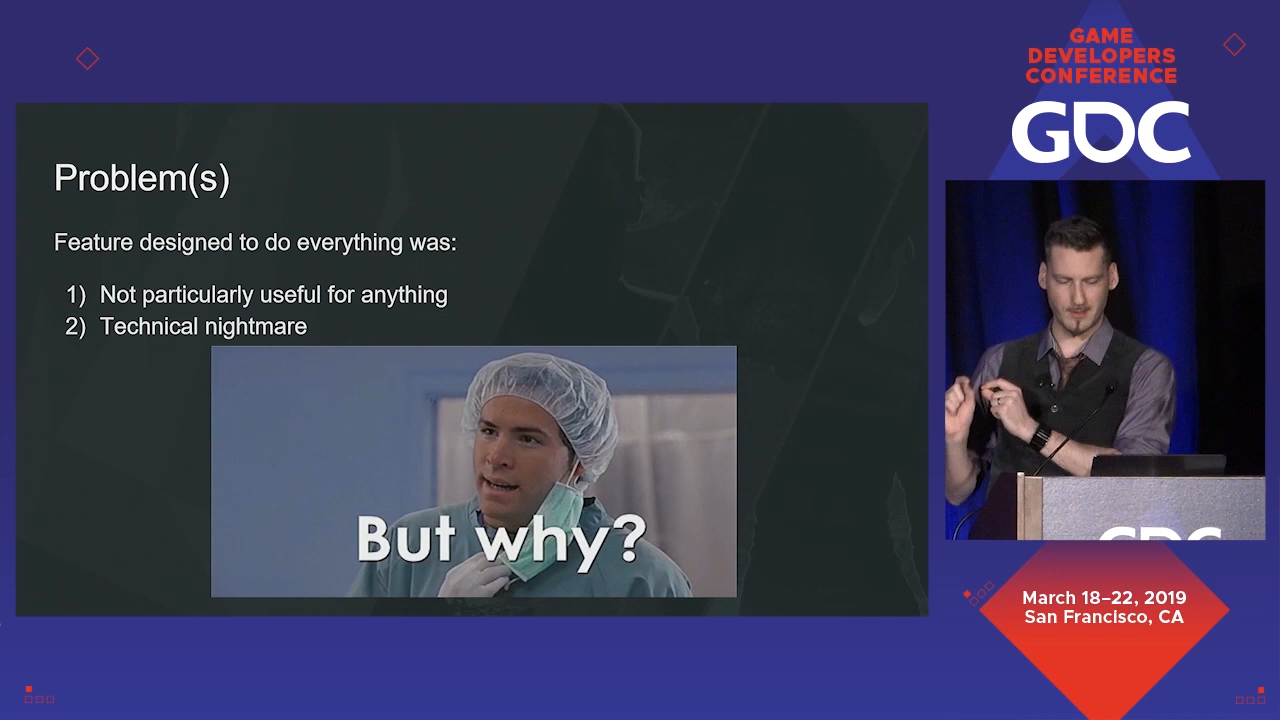 GAME
DEVELOPERS
CONFERENCE
GDC
Problem(s)
Feature designed to do everything was:
1) Not particularly useful for anything
2) Technical nightmare
But why?
GDC
March 18–22, 2019
San Francisco, CA